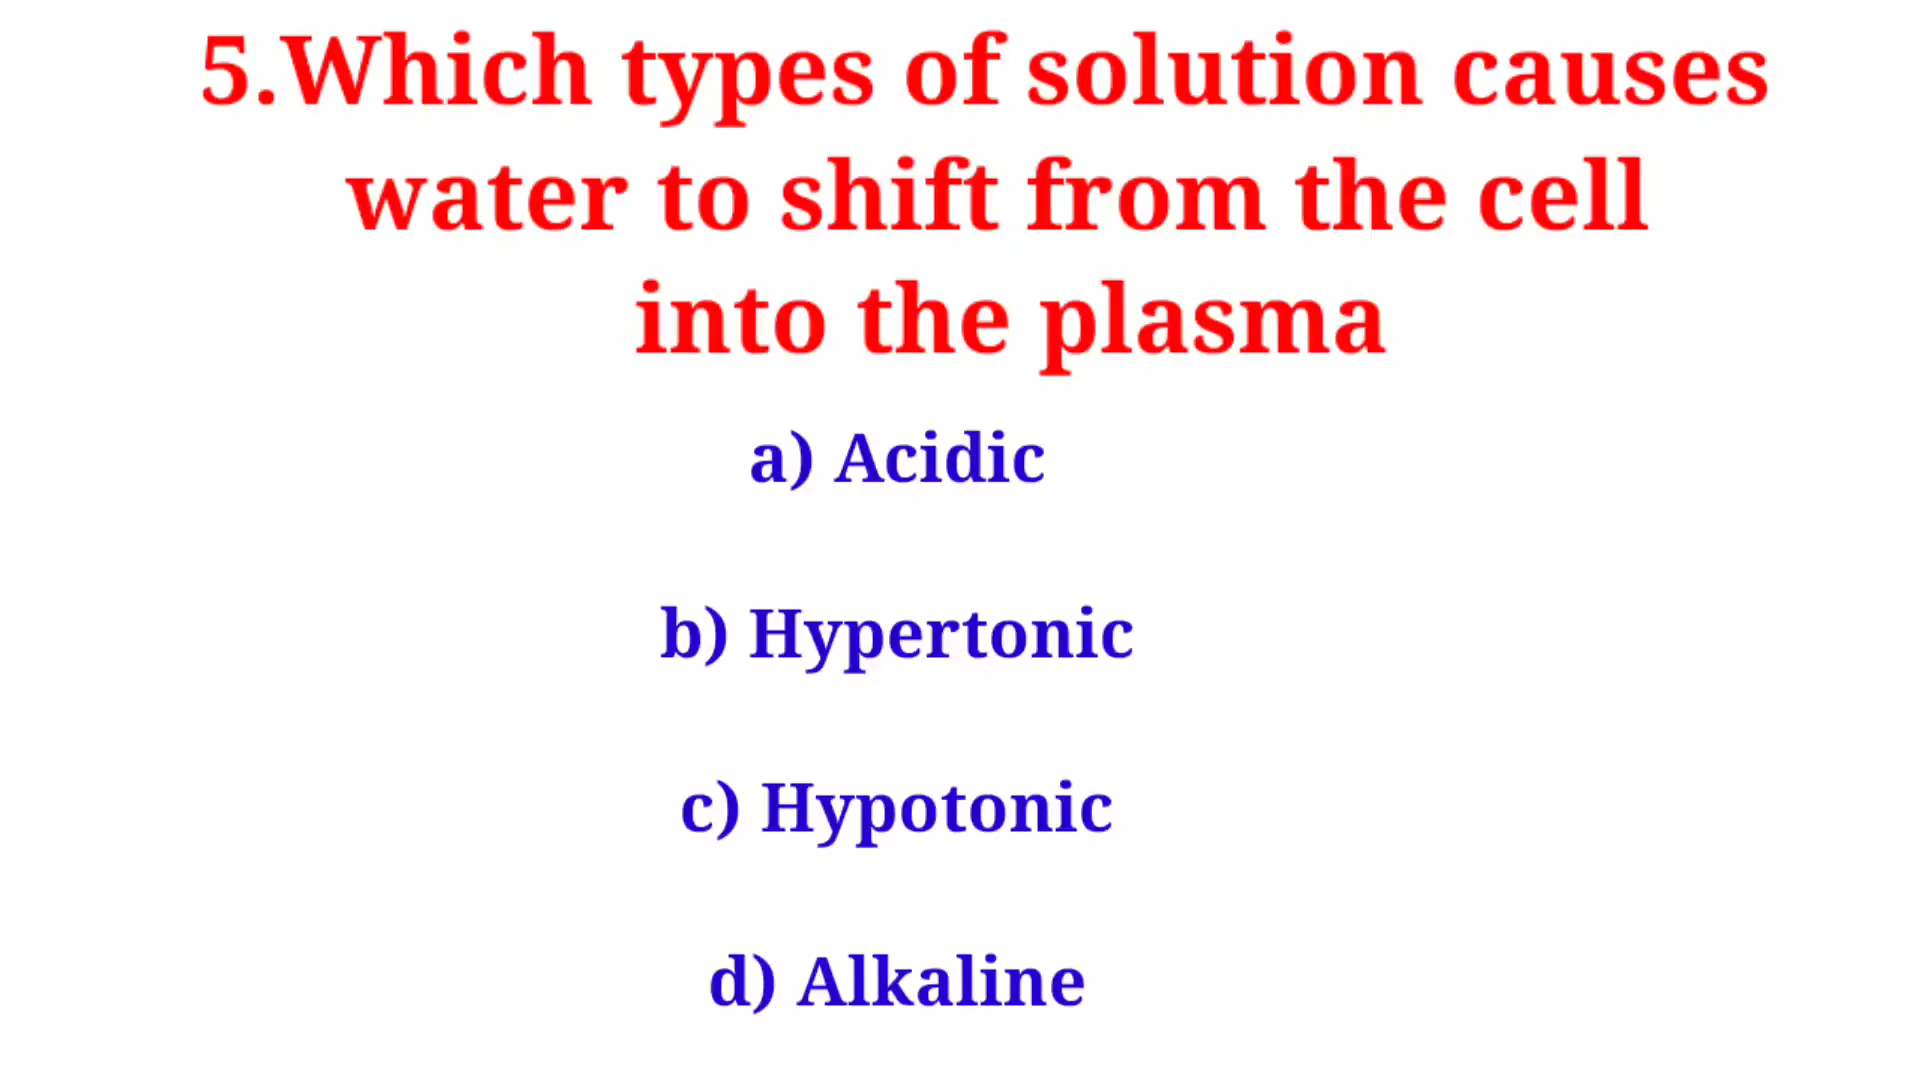 5.Which types of solution causes
water to shift from the cell
into the plasma
a) Acidic
b) Hypertonic
c) Hypotonic
d) Alkaline